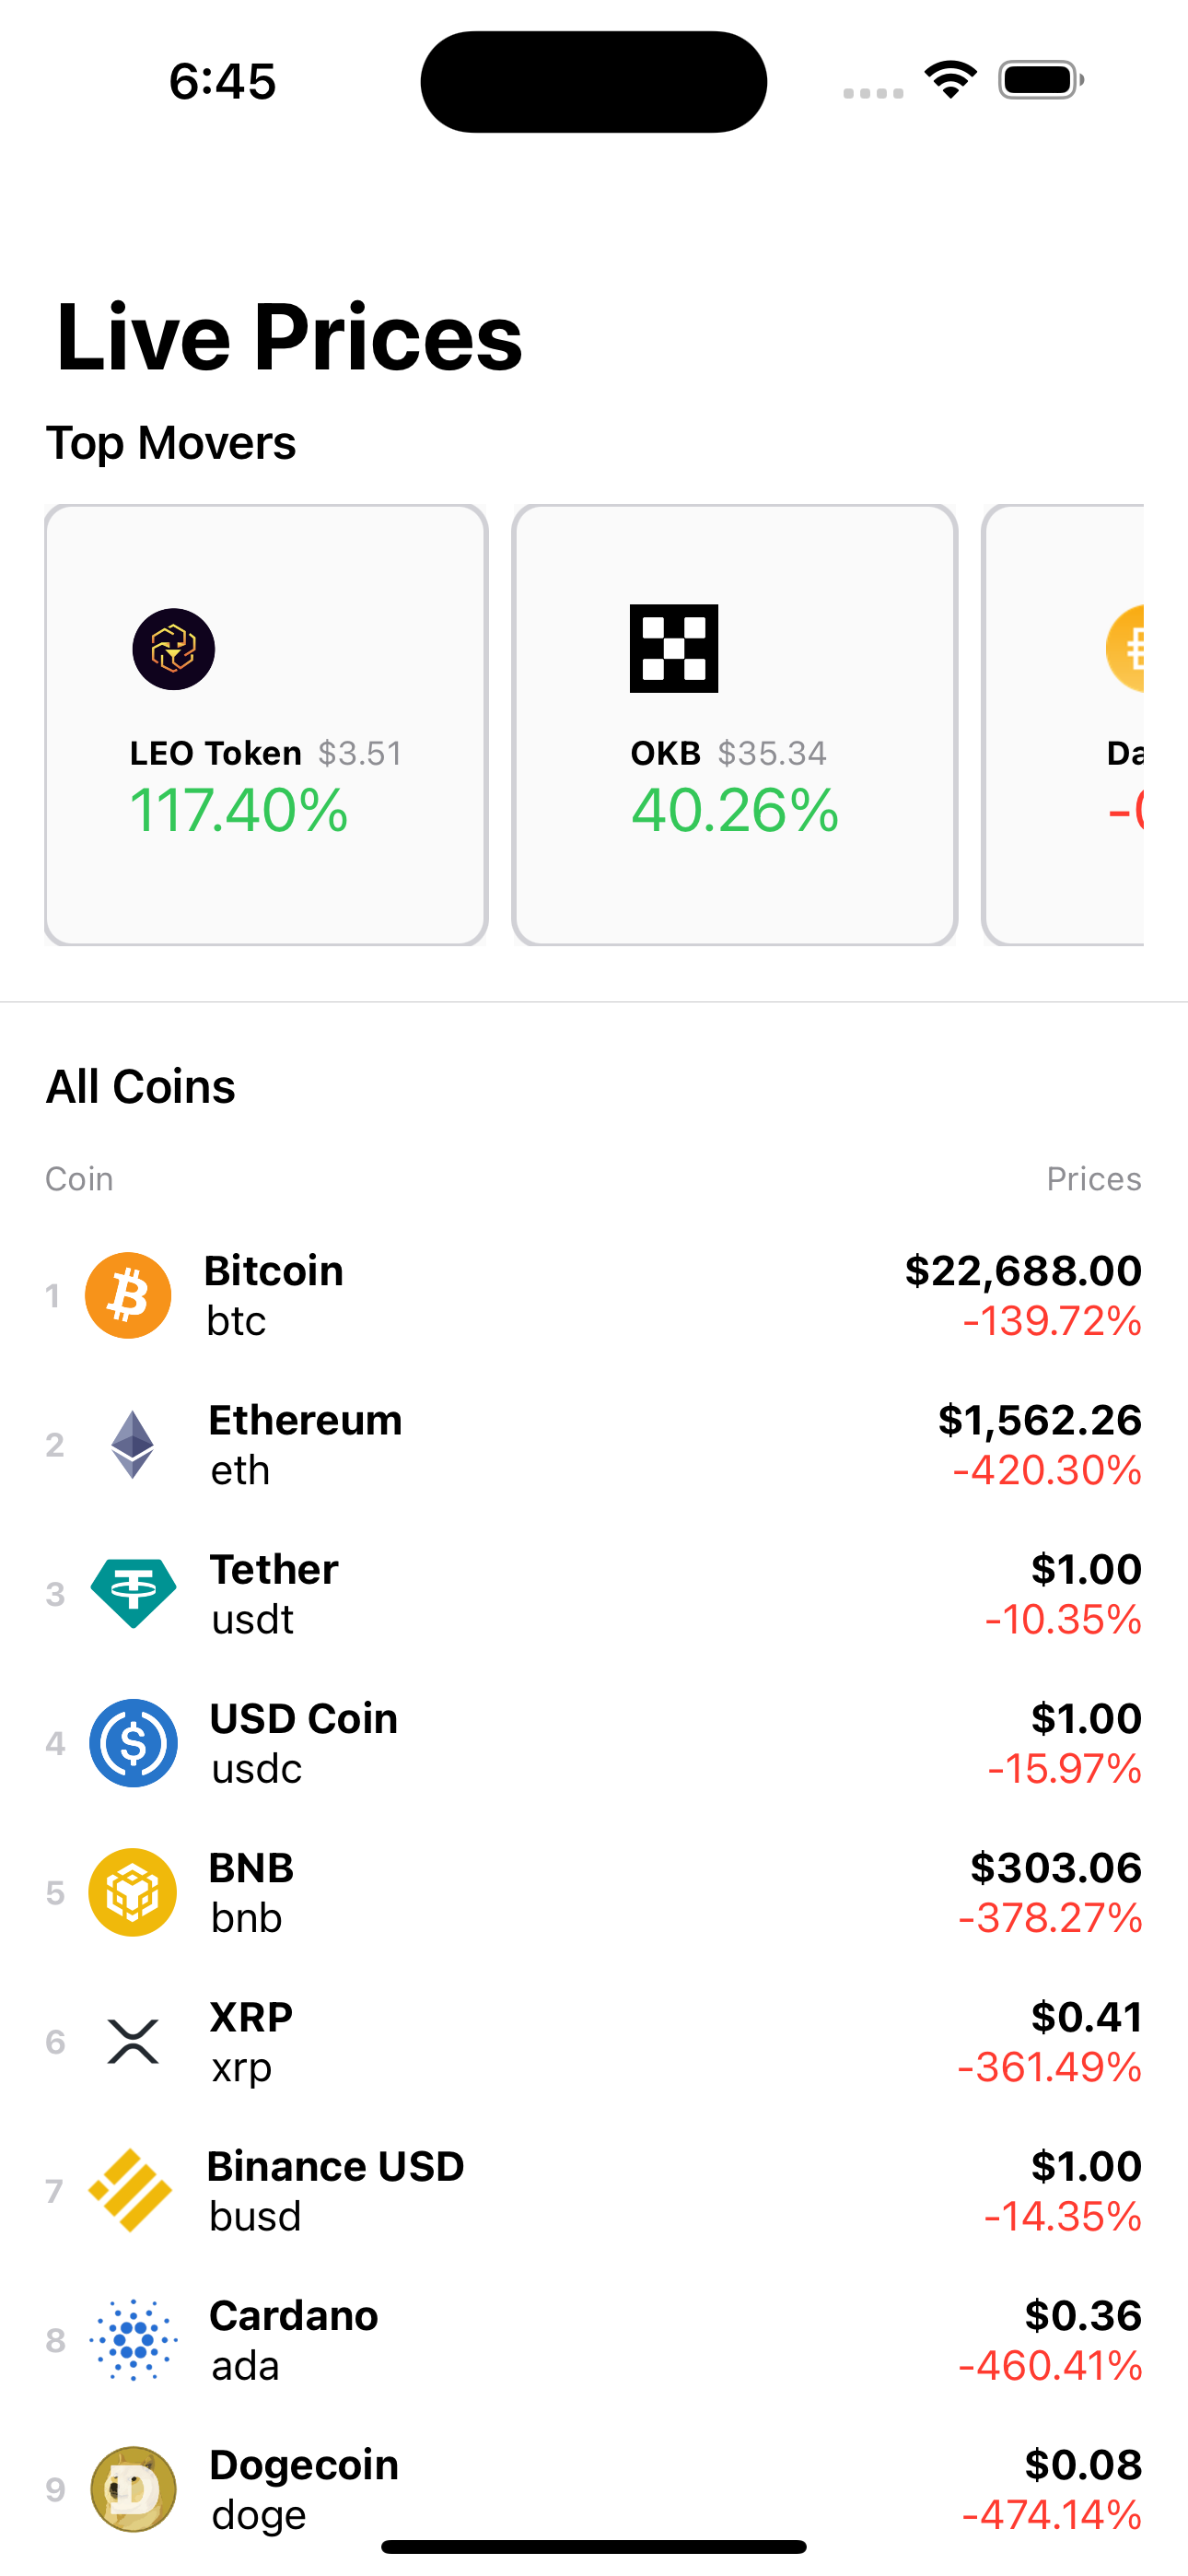 6:45
Live Prices
Top Movers
LEO Token $3.51
117.40%
OKB $35.34
40.26%
All Coins
Coin Prices
1 Bitcoin $22,688.00
btc -139.72%
2 Ethereum $1,562.26
eth -420.30%
3 Tether $1.00
usdt -10.35%
4 USD Coin $1.00
usdc -15.97%
5 BNB $303.06
bnb -378.27%
6 XRP $0.41
xrp -361.49%
7 Binance USD $1.00
busd -14.35%
8 Cardano $0.36
ada -460.41%
9 Dogecoin $0.08
doge -474.14%